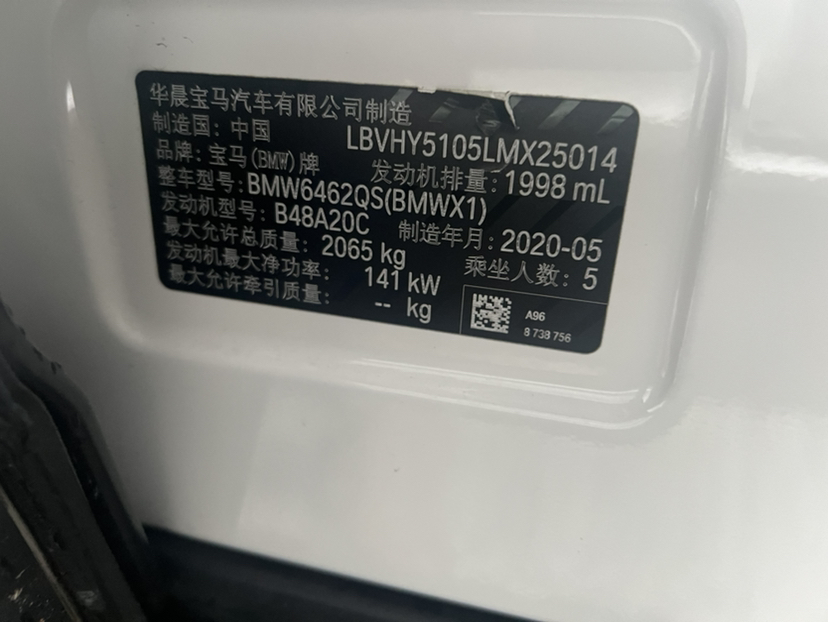 华晨宝马汽车有限公司制造
制造国: 中国 LBVHY5105LMX25014
品牌: 宝马(BMW)牌 发动机排量: 1998 mL
整车型号: BMW6462QS(BMWX1)
发动机型号: B48A20C 制造年月: 2020-05
最大允许总质量: 2065 kg 乘坐人数: 5
发动机最大净功率: 141 kW
最大允许牵引质量: -- kg
A96
8 738 756